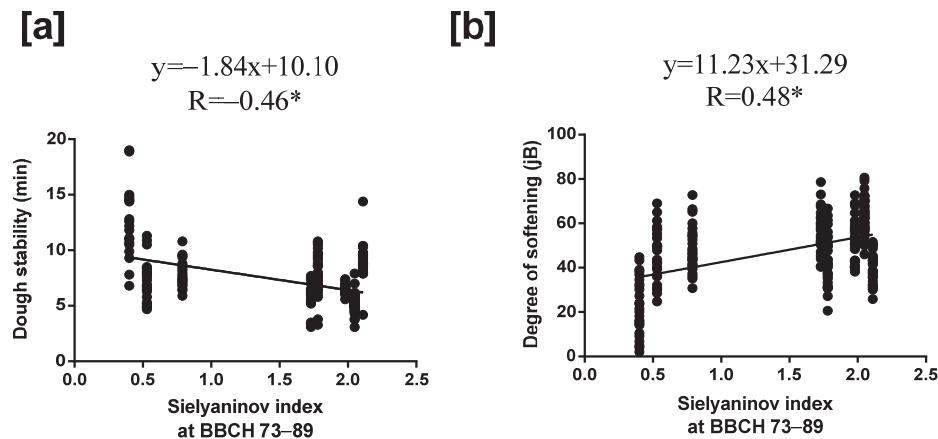 [a]
y=–1.84x+10.10
R=–0.46*
20
15
10
5
0
0.0 0.5 1.0 1.5 2.0 2.5
Dough stability (min)
Sielyaninov index
at BBCH 73–89
[b]
y=11.23x+31.29
R=0.48*
100
80
60
40
20
0
0.0 0.5 1.0 1.5 2.0 2.5
Degree of softening (jB)
Sielyaninov index
at BBCH 73–89